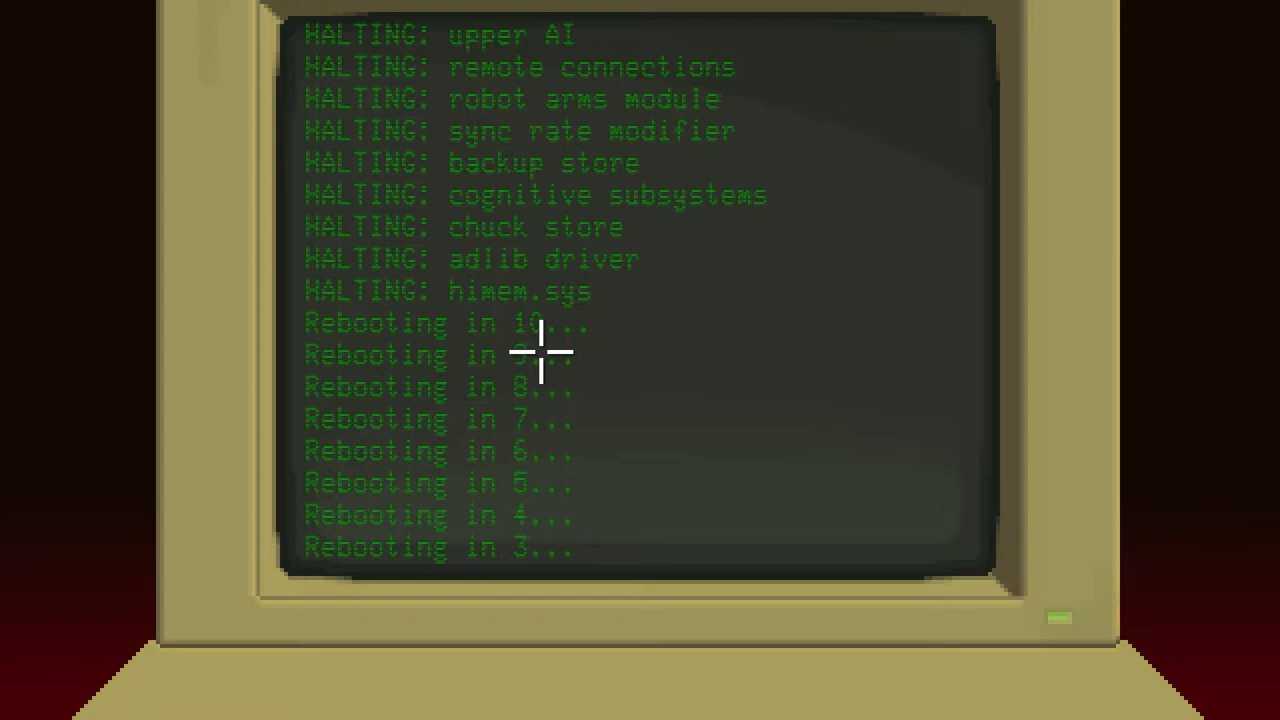 HALTING: upper AI
HALTING: remote connections
HALTING: robot arms module
HALTING: sync rate modifier
HALTING: backup store
HALTING: cognitive subsystems
HALTING: chuck store
HALTING: adlib driver
HALTING: himem.sys
Rebooting in 10...
Rebooting in 9...
Rebooting in 8...
Rebooting in 7...
Rebooting in 6...
Rebooting in 5...
Rebooting in 4...
Rebooting in 3...